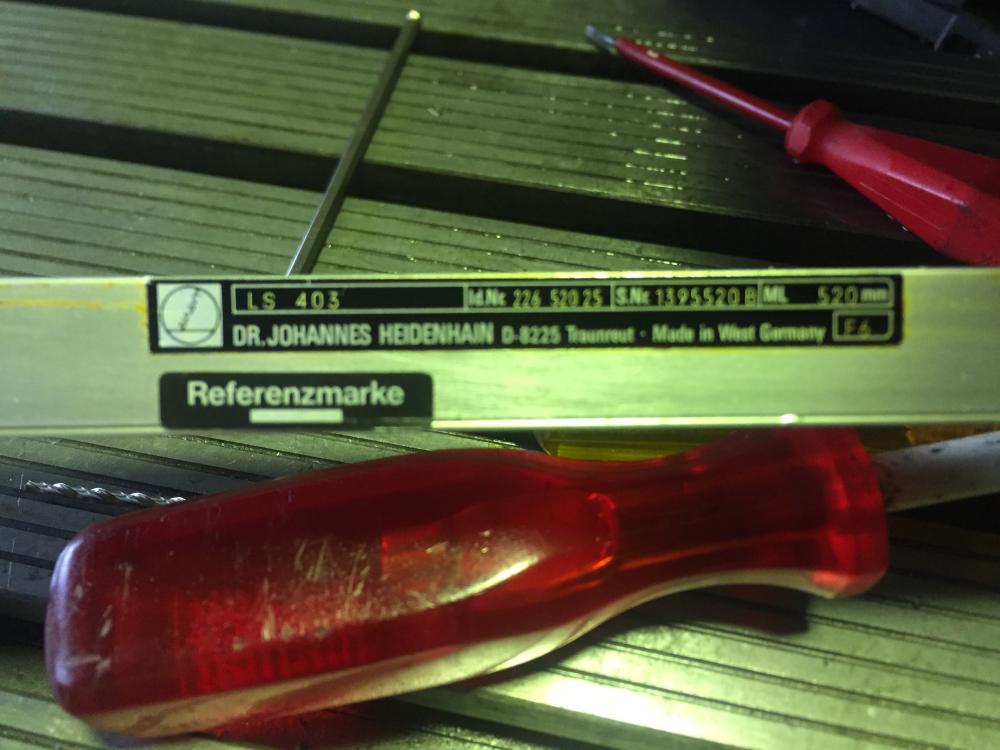 LS 403 Id.Nr. 226 520 25 S.Nr. 1395520 B ML 520 mm
DR. JOHANNES HEIDENHAIN D-8225 Traunreut · Made in West Germany F6
Referenzmarke